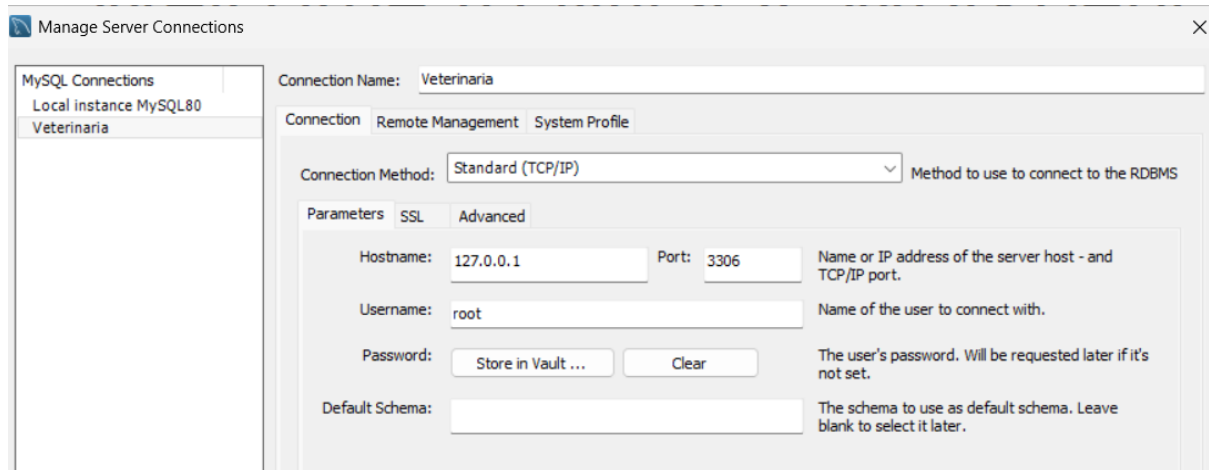 Manage Server Connections
MySQL Connections
Local instance MySQL80
Veterinaria
Connection Name: Veterinaria
Connection Remote Management System Profile
Connection Method: Standard (TCP/IP) Method to use to connect to the RDBMS
Parameters SSL Advanced
Hostname: 127.0.0.1 Port: 3306 Name or IP address of the server host - and
TCP/IP port.
Username: root Name of the user to connect with.
Password: Store in Vault ... Clear The user's password. Will be requested later if it's
not set.
Default Schema: The schema to use as default schema. Leave
blank to select it later.